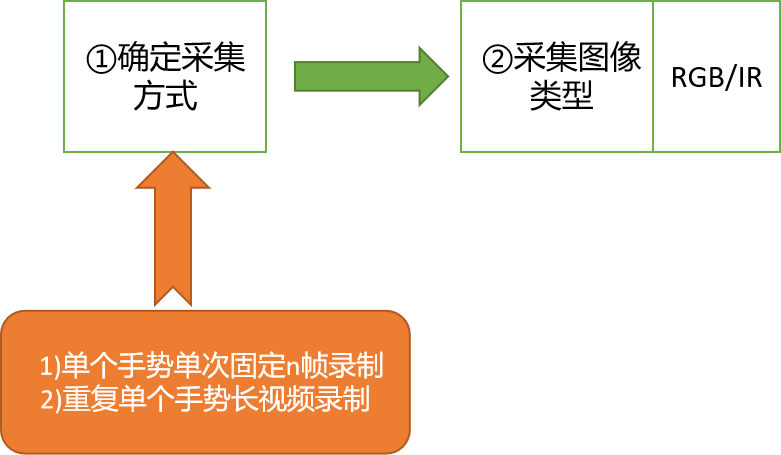 ①确定采集
方式
②采集图像
类型
RGB/IR
1)单个手势单次固定n帧录制
2)重复单个手势长视频录制